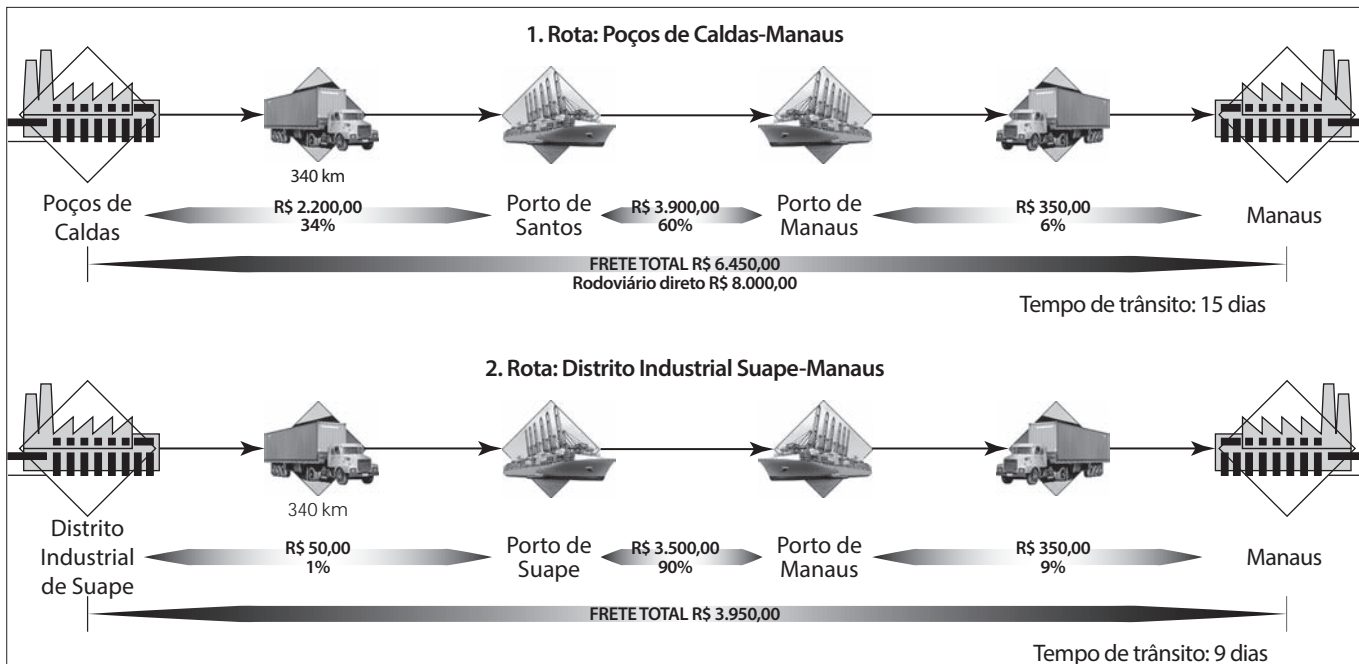 1. Rota: Poços de Caldas-Manaus
340 km
Poços de
Caldas
R$ 2.200,00
34%
Porto de
Santos
R$ 3.900,00
60%
Porto de
Manaus
R$ 350,00
6%
Manaus
FRETE TOTAL R$ 6.450,00
Rodoviário direto R$ 8.000,00
Tempo de trânsito: 15 dias
2. Rota: Distrito Industrial Suape-Manaus
340 km
Distrito
Industrial
de Suape
R$ 50,00
1%
Porto de
Suape
R$ 3.500,00
90%
Porto de
Manaus
R$ 350,00
9%
Manaus
FRETE TOTAL R$ 3.950,00
Tempo de trânsito: 9 dias